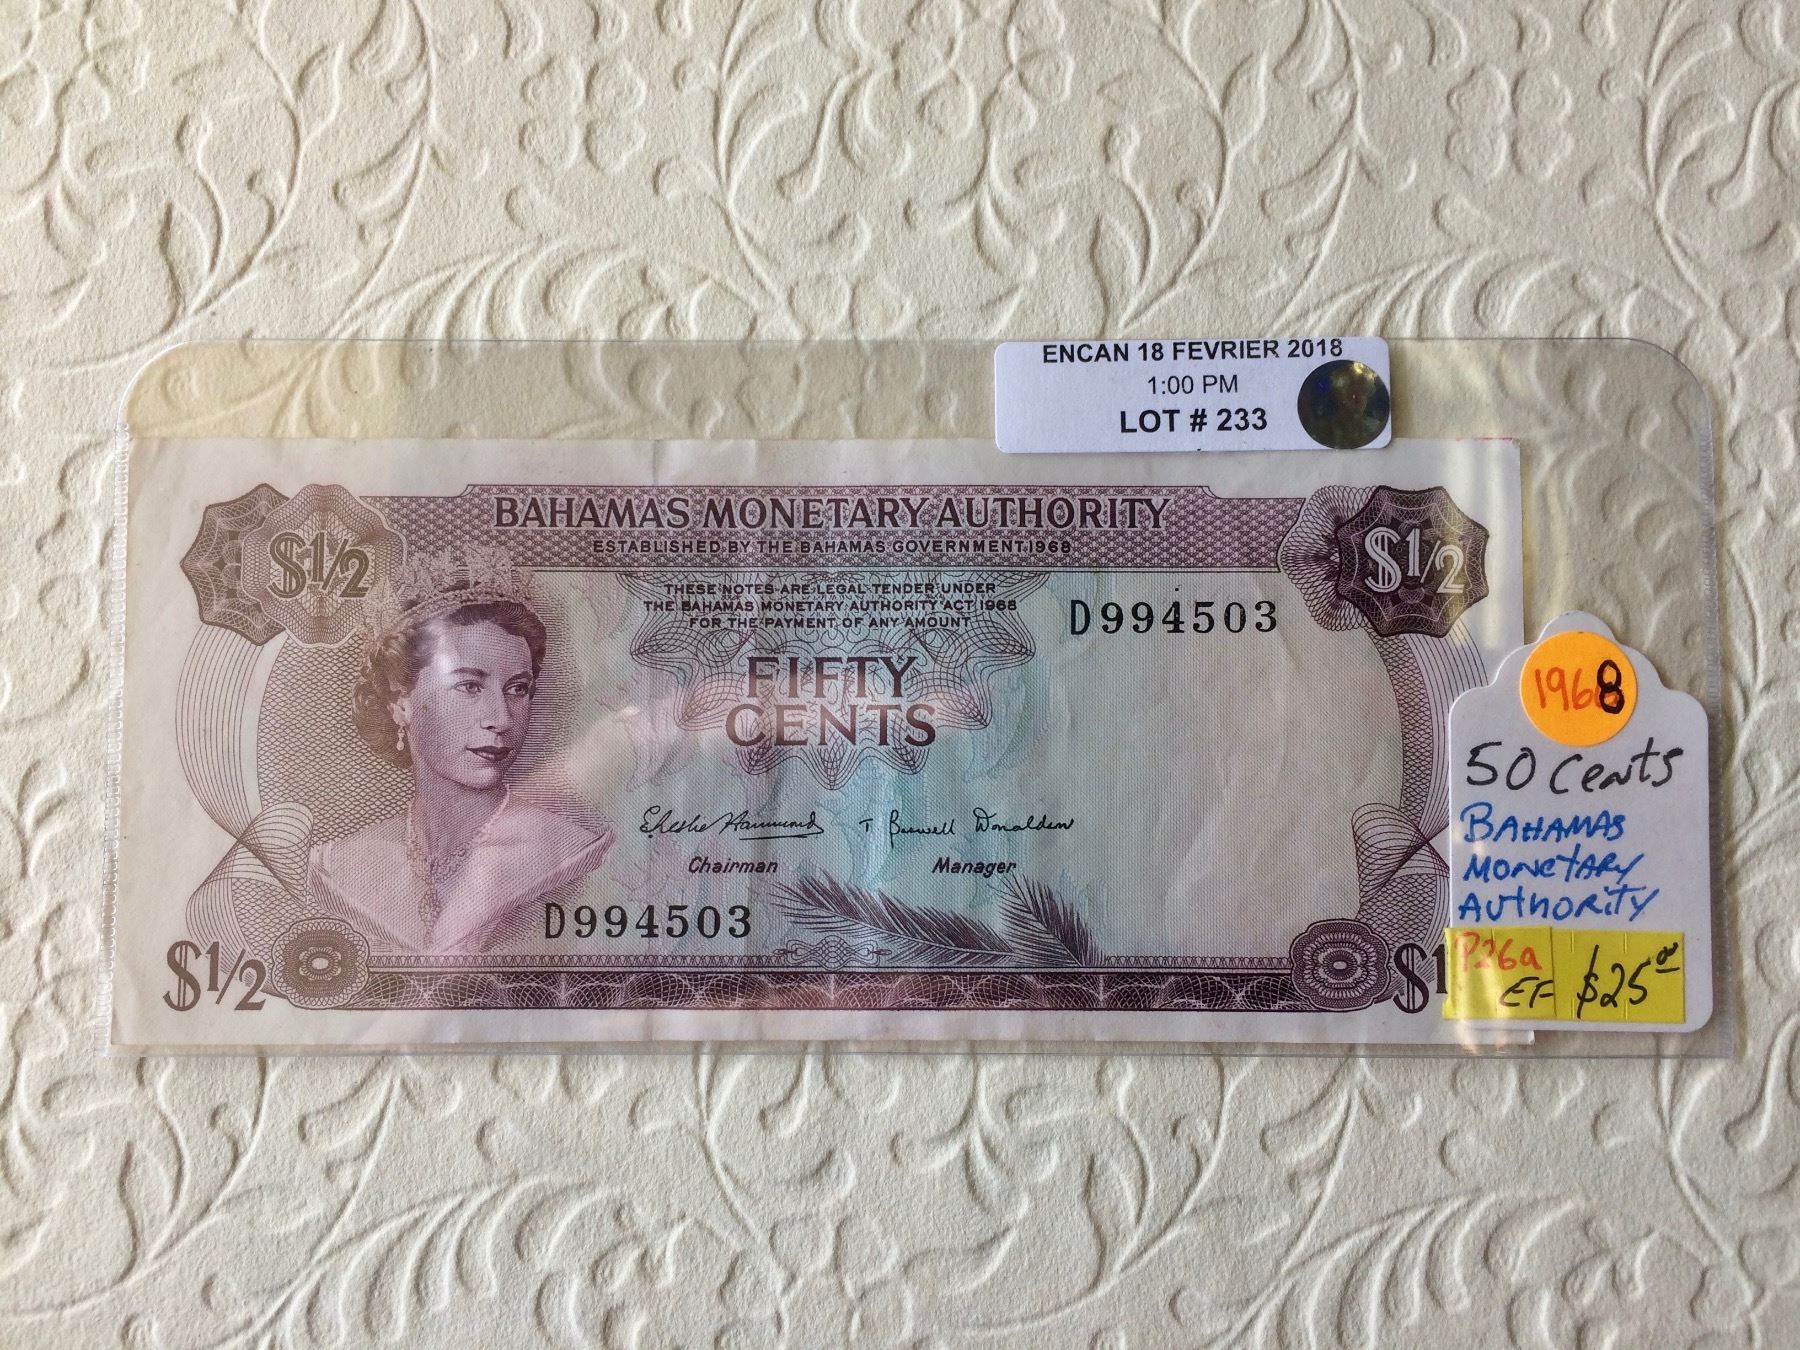 ENCAN 18 FEVRIER 2018
1:00 PM
LOT # 233
$1/2
BAHAMAS MONETARY AUTHORITY
ESTABLISHED BY THE BAHAMAS GOVERNMENT 1968
$1/2
THESE NOTES ARE LEGAL TENDER UNDER
THE BAHAMAS MONETARY AUTHORITY ACT 1968
FOR THE PAYMENT OF ANY AMOUNT
D994503
FIFTY
CENTS
T Donaldson
Chairman
Manager
D994503
$1/2
$1
1968
50 Cents
BAHAMAS
MONETARY
AUTHORITY
P26a
EF
$25.00